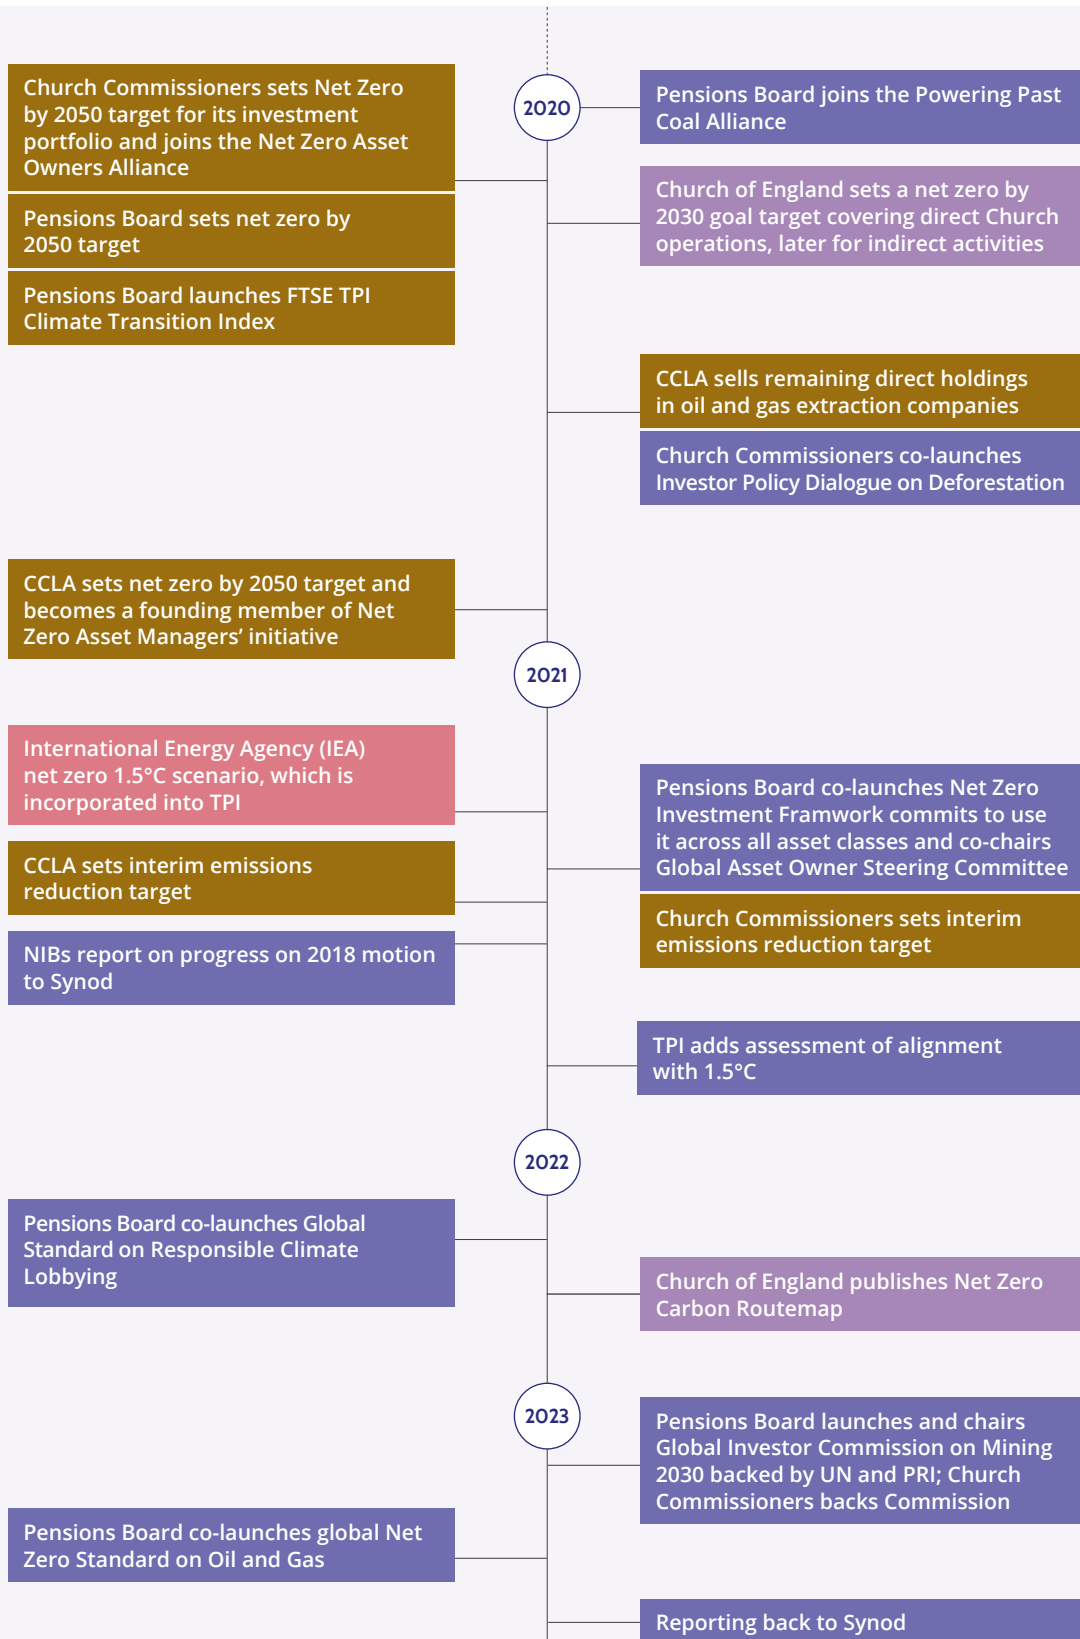 2020
Church Commissioners sets Net Zero
by 2050 target for its investment
portfolio and joins the Net Zero Asset
Owners Alliance
Pensions Board joins the Powering Past
Coal Alliance
Pensions Board sets net zero by
2050 target
Church of England sets a net zero by
2030 goal target covering direct Church
operations, later for indirect activities
Pensions Board launches FTSE TPI
Climate Transition Index
CCLA sells remaining direct holdings
in oil and gas extraction companies
Church Commissioners co-launches
Investor Policy Dialogue on Deforestation
CCLA sets net zero by 2050 target and
becomes a founding member of Net
Zero Asset Managers’ initiative
2021
International Energy Agency (IEA)
net zero 1.5°C scenario, which is
incorporated into TPI
Pensions Board co-launches Net Zero
Investment Framwork commits to use
it across all asset classes and co-chairs
Global Asset Owner Steering Committee
CCLA sets interim emissions
reduction target
Church Commissioners sets interim
emissions reduction target
NIBs report on progress on 2018 motion
to Synod
TPI adds assessment of alignment
with 1.5°C
2022
Pensions Board co-launches Global
Standard on Responsible Climate
Lobbying
Church of England publishes Net Zero
Carbon Routemap
2023
Pensions Board launches and chairs
Global Investor Commission on Mining
2030 backed by UN and PRI; Church
Commissioners backs Commission
Pensions Board co-launches global Net
Zero Standard on Oil and Gas
Reporting back to Synod